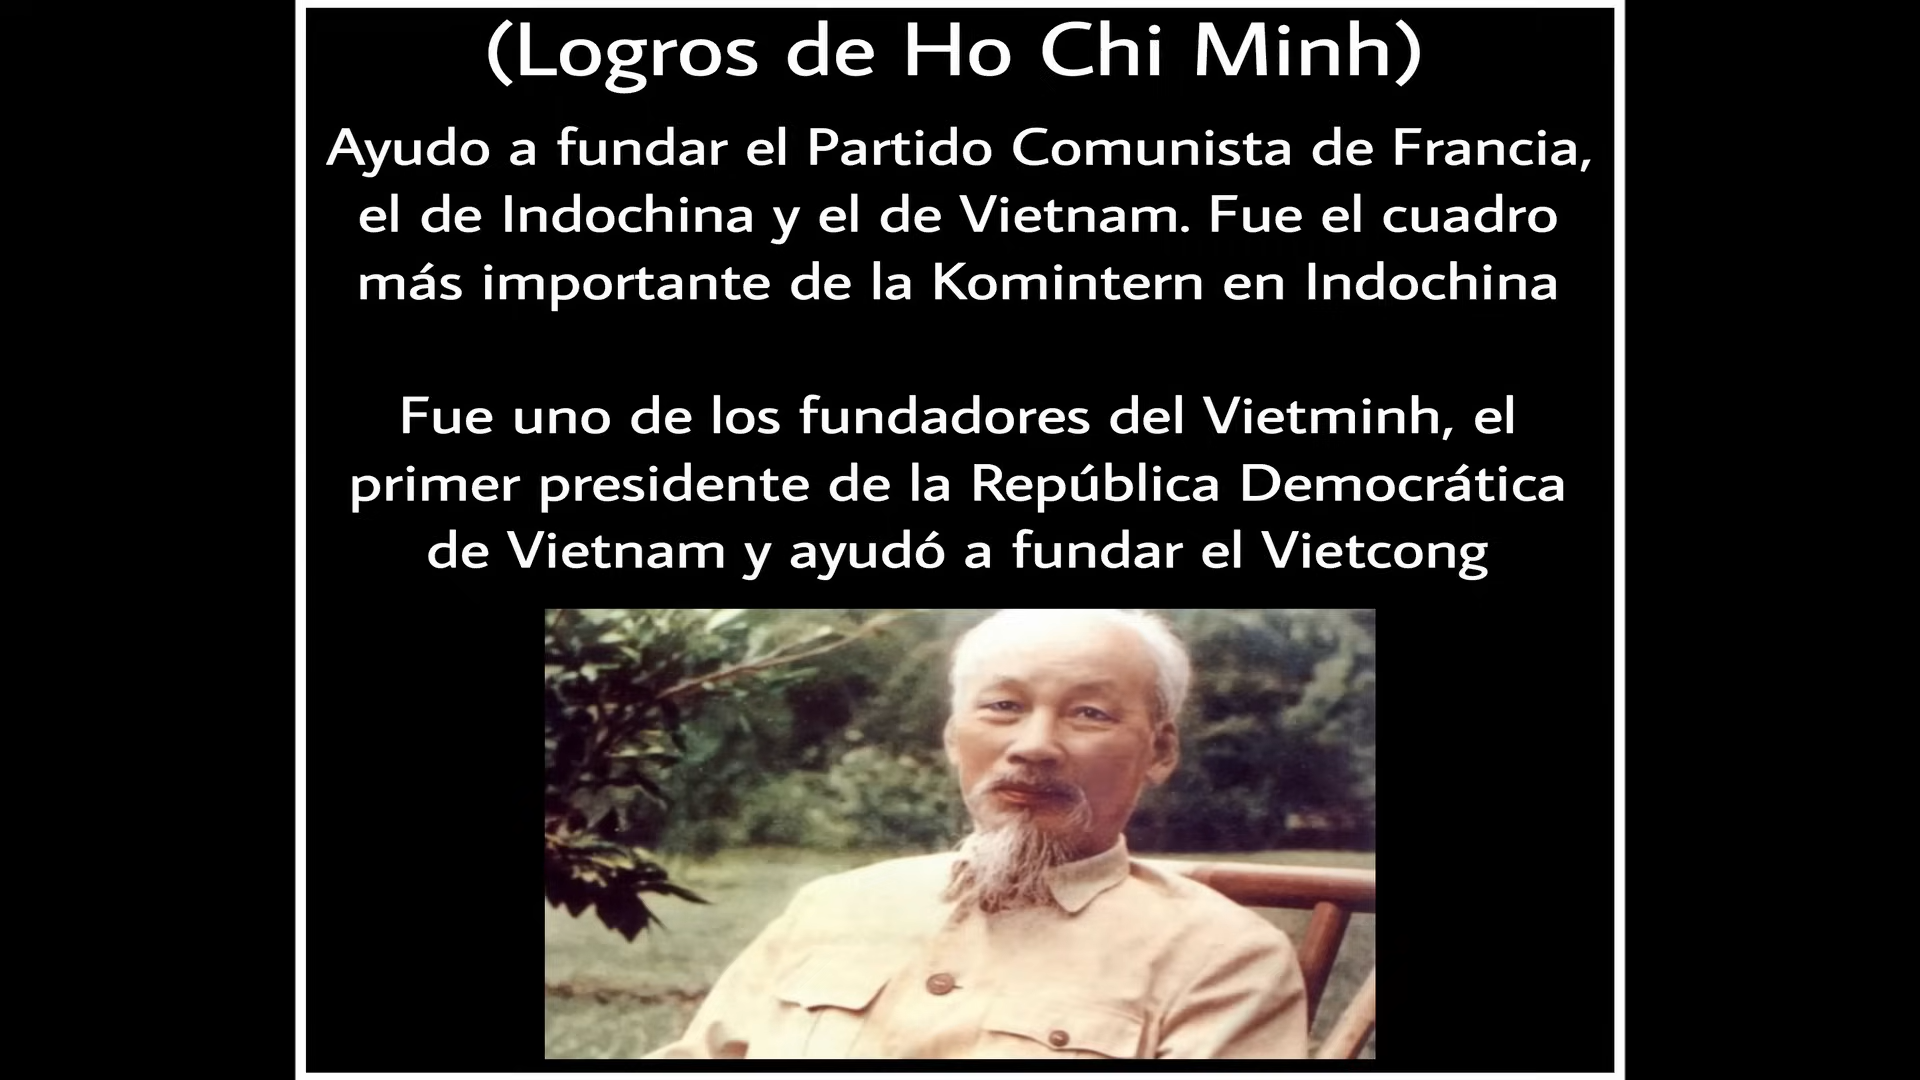 (Logros de Ho Chi Minh)
Ayudo a fundar el Partido Comunista de Francia,
el de Indochina y el de Vietnam. Fue el cuadro
más importante de la Komintern en Indochina
Fue uno de los fundadores del Vietminh, el
primer presidente de la República Democrática
de Vietnam y ayudó a fundar el Vietcong